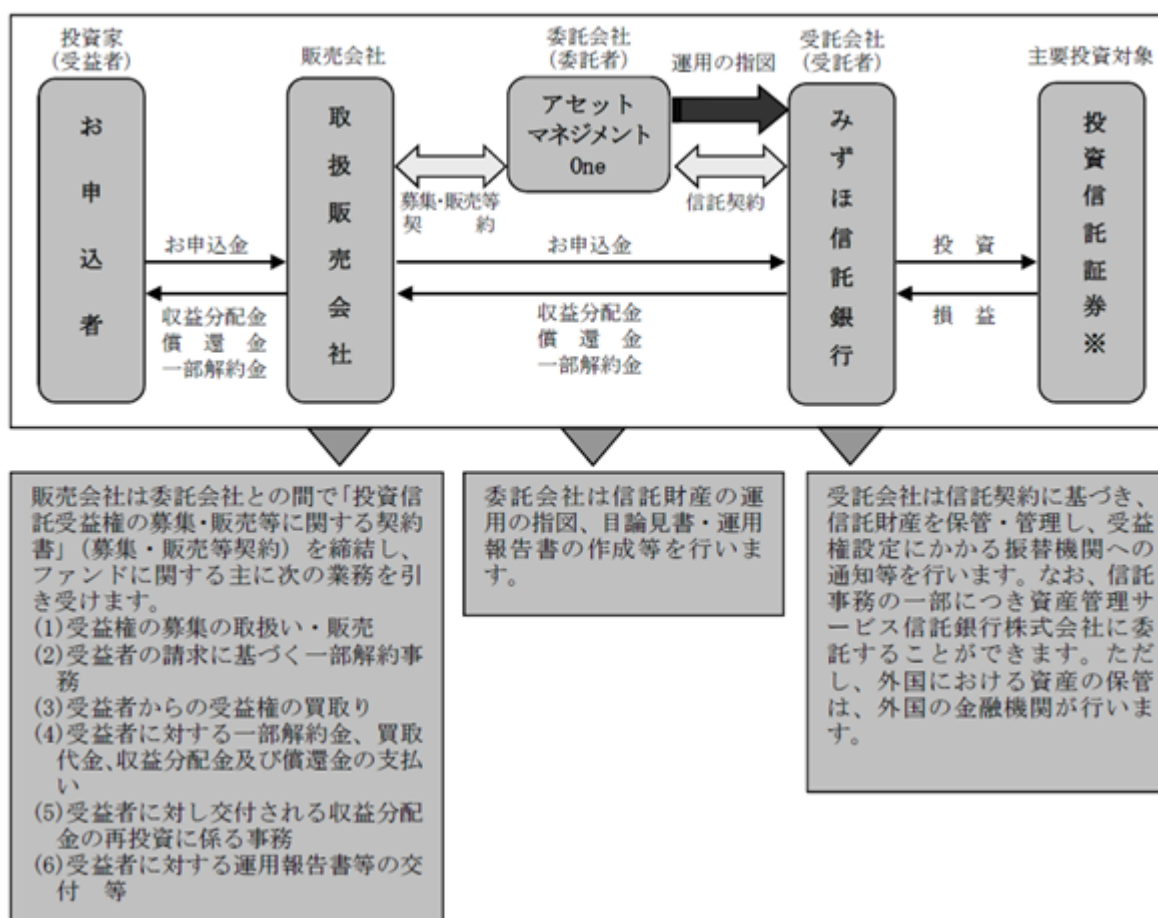 投資家
(受益者)
お申込者
販売会社
取扱販売会社
委託会社
(委託者)
アセット
マネジメント
One
運用の指図
受託会社
(受託者)
みずほ信託銀行
主要投資対象
投資信託証券※
募集・販売等
契　　約
信託契約
お申込金
収益分配金
償　還　金
一部解約金
お申込金
収益分配金
償　還　金
一部解約金
投　資
損　益
販売会社は委託会社との間で「投資信
託受益権の募集・販売等に関する契約
書」（募集・販売等契約）を締結し、
ファンドに関する主に次の業務を引
き受けます。
(1)受益権の募集の取扱い・販売
(2)受益者の請求に基づく一部解約事
務
(3)受益者からの受益権の買取り
(4)受益者に対する一部解約金、買取
代金、収益分配金及び償還金の支払
い
(5)受益者に対し交付される収益分配
金の再投資に係る事務
(6)受益者に対する運用報告書等の交
付　等
委託会社は信託財産の運
用の指図、目論見書・運用
報告書の作成等を行いま
す。
受託会社は信託契約に基づき、
信託財産を保管・管理し、受益
権設定にかかる振替機関への
通知等を行います。なお、信託
事務の一部につき資産管理サ
ービス信託銀行株式会社に委
託することができます。ただ
し、外国における資産の保管
は、外国の金融機関が行いま
す。